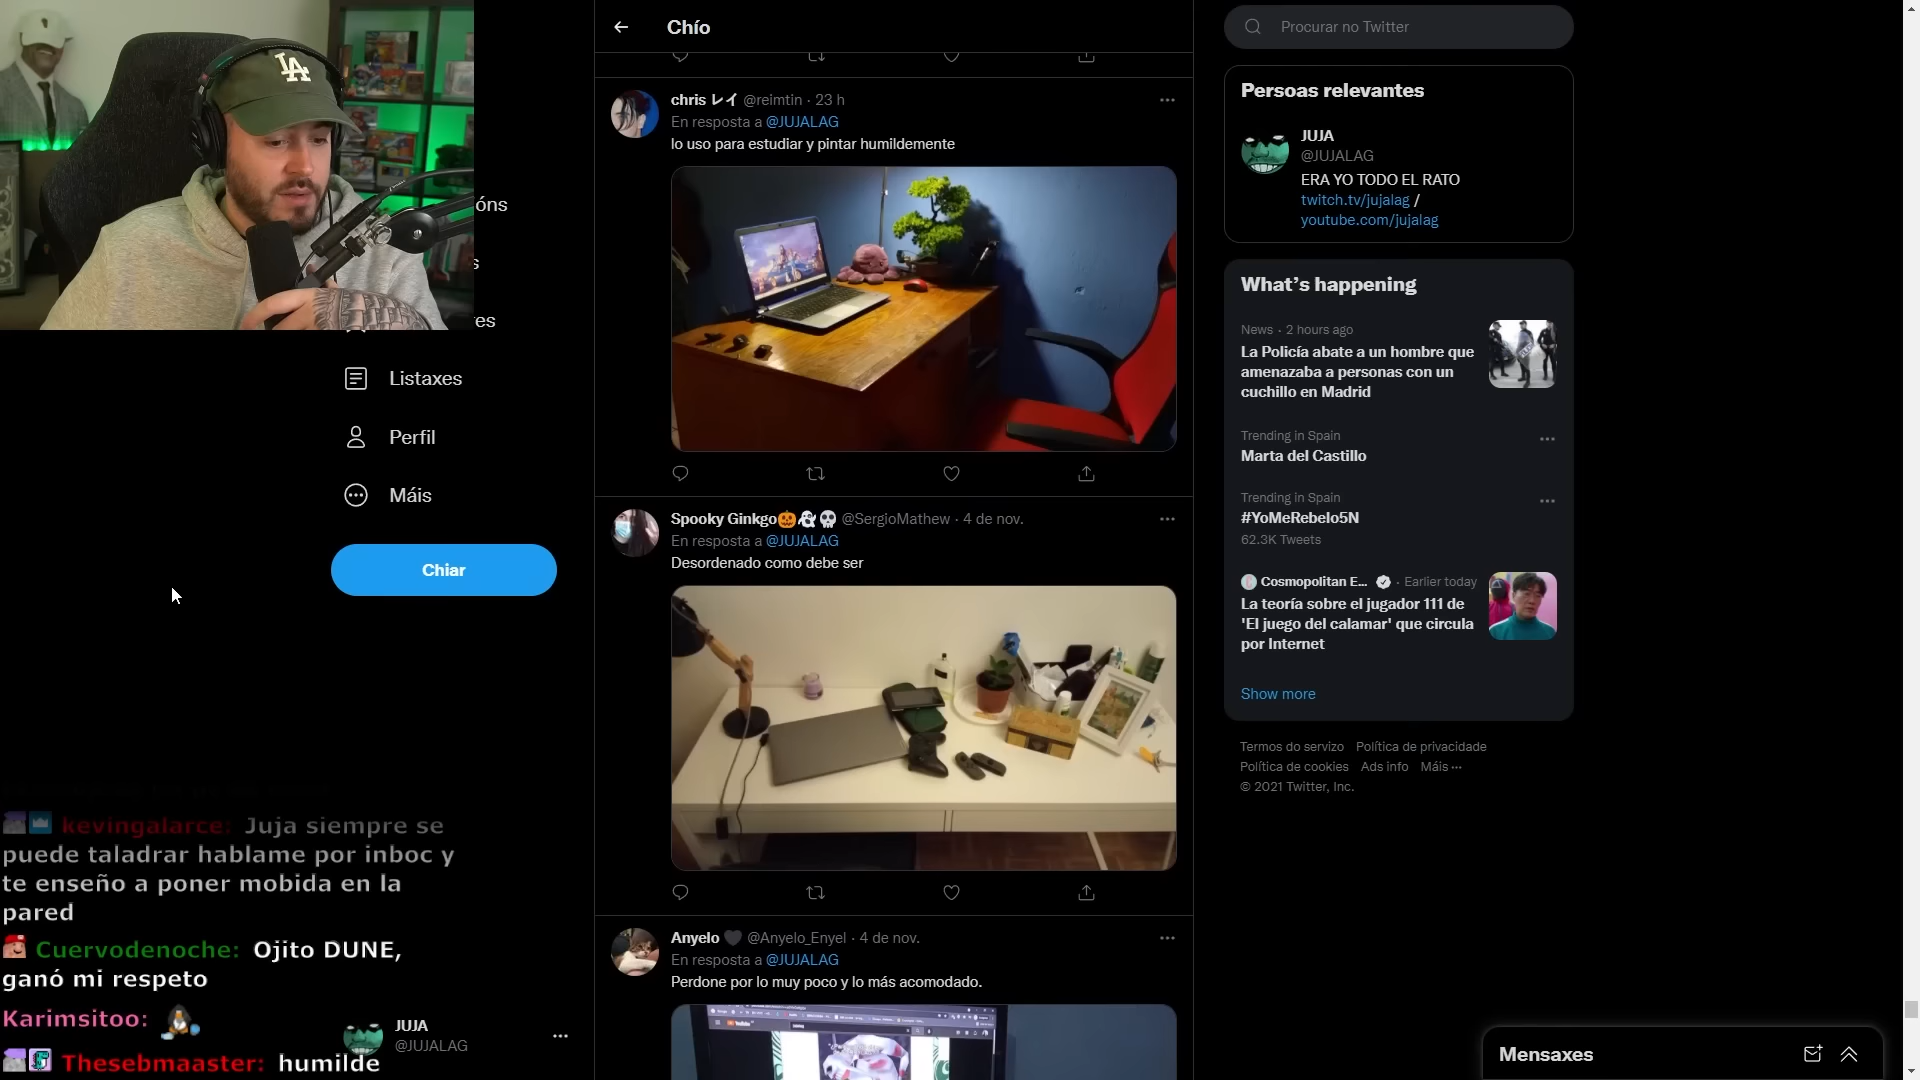 LA
óns
s
es
Listaxes
Perfil
Máis
Chiar
kevingalarce: Juja siempre se
puede taladrar hablame por inboc y
te enseño a poner mobida en la
pared
Cuervodenoche: Ojito DUNE,
ganó mi respeto
Karimsitoo:
Thesebmaaster: humilde
JUJA
@JUJALAG
Chío
chris レイ @reimtin · 23 h
En resposta a @JUJALAG
lo uso para estudiar y pintar humildemente
Spooky Ginkgo🎃👻💀 @SergioMathew · 4 de nov.
En resposta a @JUJALAG
Desordenado como debe ser
Anyelo 🖤 @Anyelo_Enyel · 4 de nov.
En resposta a @JUJALAG
Perdone por lo muy poco y lo más acomodado.
Procurar no Twitter
Persoas relevantes
JUJA
@JUJALAG
ERA YO TODO EL RATO
twitch.tv/jujalag /
youtube.com/jujalag
What's happening
News · 2 hours ago
La Policía abate a un hombre que
amenazaba a personas con un
cuchillo en Madrid
Trending in Spain
Marta del Castillo
Trending in Spain
#YoMeRebelo5N
62.3K Tweets
Cosmopolitan E... · Earlier today
La teoría sobre el jugador 111 de
'El juego del calamar' que circula
por Internet
Show more
Termos do servizo Política de privacidade
Política de cookies Ads info Máis ···
© 2021 Twitter, Inc.
Mensaxes